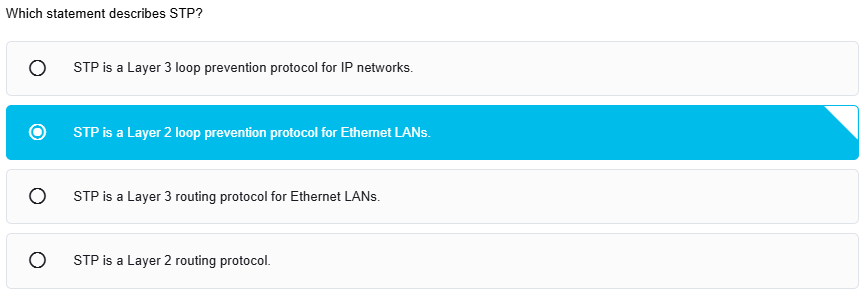 Which statement describes STP?
STP is a Layer 3 loop prevention protocol for IP networks.
STP is a Layer 2 loop prevention protocol for Ethernet LANs.
STP is a Layer 3 routing protocol for Ethernet LANs.
STP is a Layer 2 routing protocol.